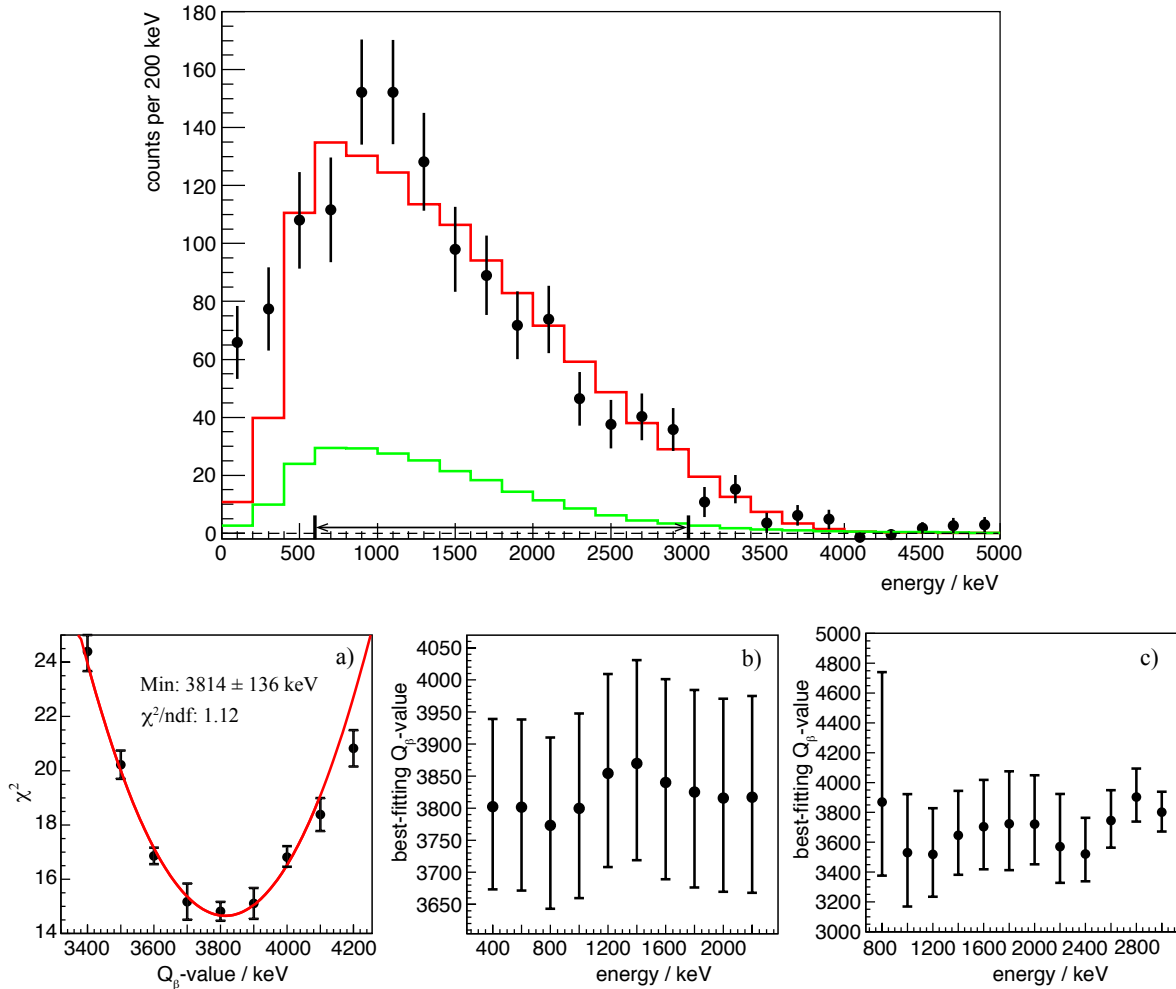 counts per 200 keV
180
160
140
120
100
80
60
40
20
0
0 500 1000 1500 2000 2500 3000 3500 4000 4500 5000
energy / keV
a)
Min: 3814 ± 136 keV
χ²/ndf: 1.12
χ²
24
22
20
18
16
14
3400 3600 3800 4000 4200
Qβ-value / keV
b)
best-fitting Qβ-value
4050
4000
3950
3900
3850
3800
3750
3700
3650
400 800 1200 1600 2000
energy / keV
c)
best-fitting Qβ-value
5000
4800
4600
4400
4200
4000
3800
3600
3400
3200
3000
800 1200 1600 2000 2400 2800
energy / keV